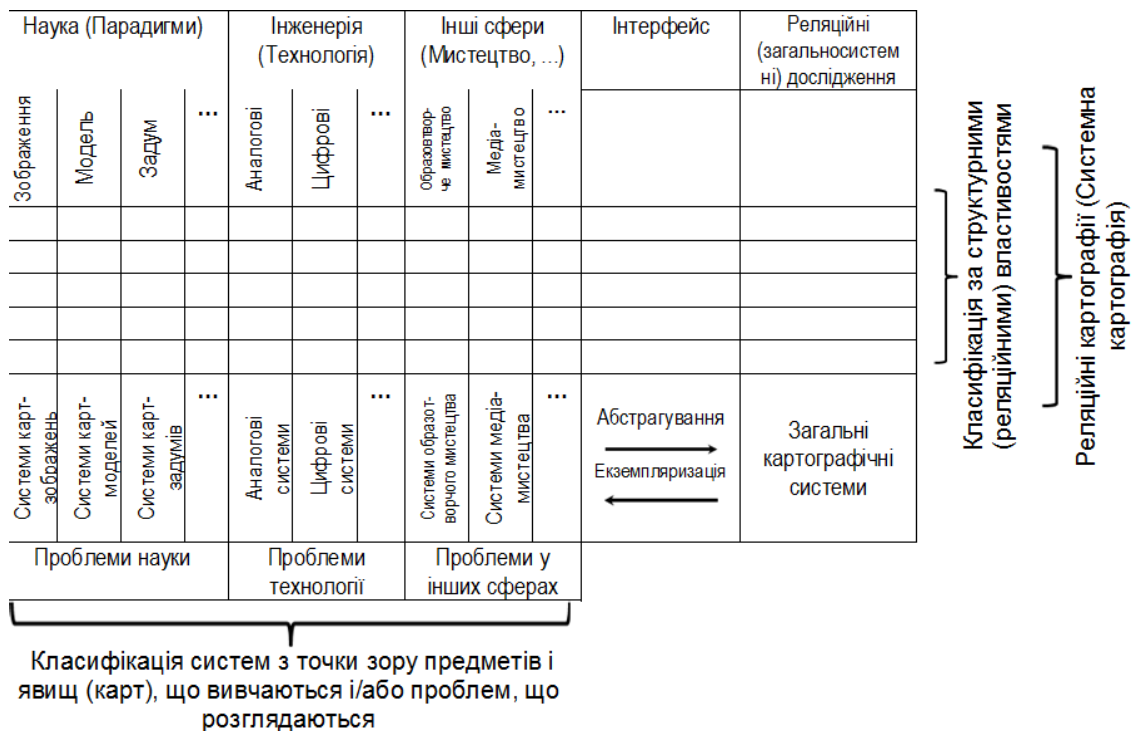 Наука (Парадигми)
Інженерія
(Технологія)
Інші сфери
(Мистецтво, ...)
Інтерфейс
Реляційні
(загальносистем
ні) дослідження
Зображення
Модель
Задум
...
Аналогові
Цифрові
...
Образотвор-
че мистецтво
Медіа-
мистецтво
...
Системи карт-
зображень
Системи карт-
моделей
Системи карт-
задумів
...
Аналогові
системи
Цифрові
системи
...
Системи образот-
ворчого мистецтва
Системи медіа-
мистецтва
...
Абстрагування
Екземпляризація
Загальні
картографічні
системи
Проблеми науки
Проблеми
технології
Проблеми у
інших сферах
Класифікація за структурними
(реляційними) властивостями
Реляційні картографії (Системна
картографія)
Класифікація систем з точки зору предметів і
явищ (карт), що вивчаються і/або проблем, що
розглядаються